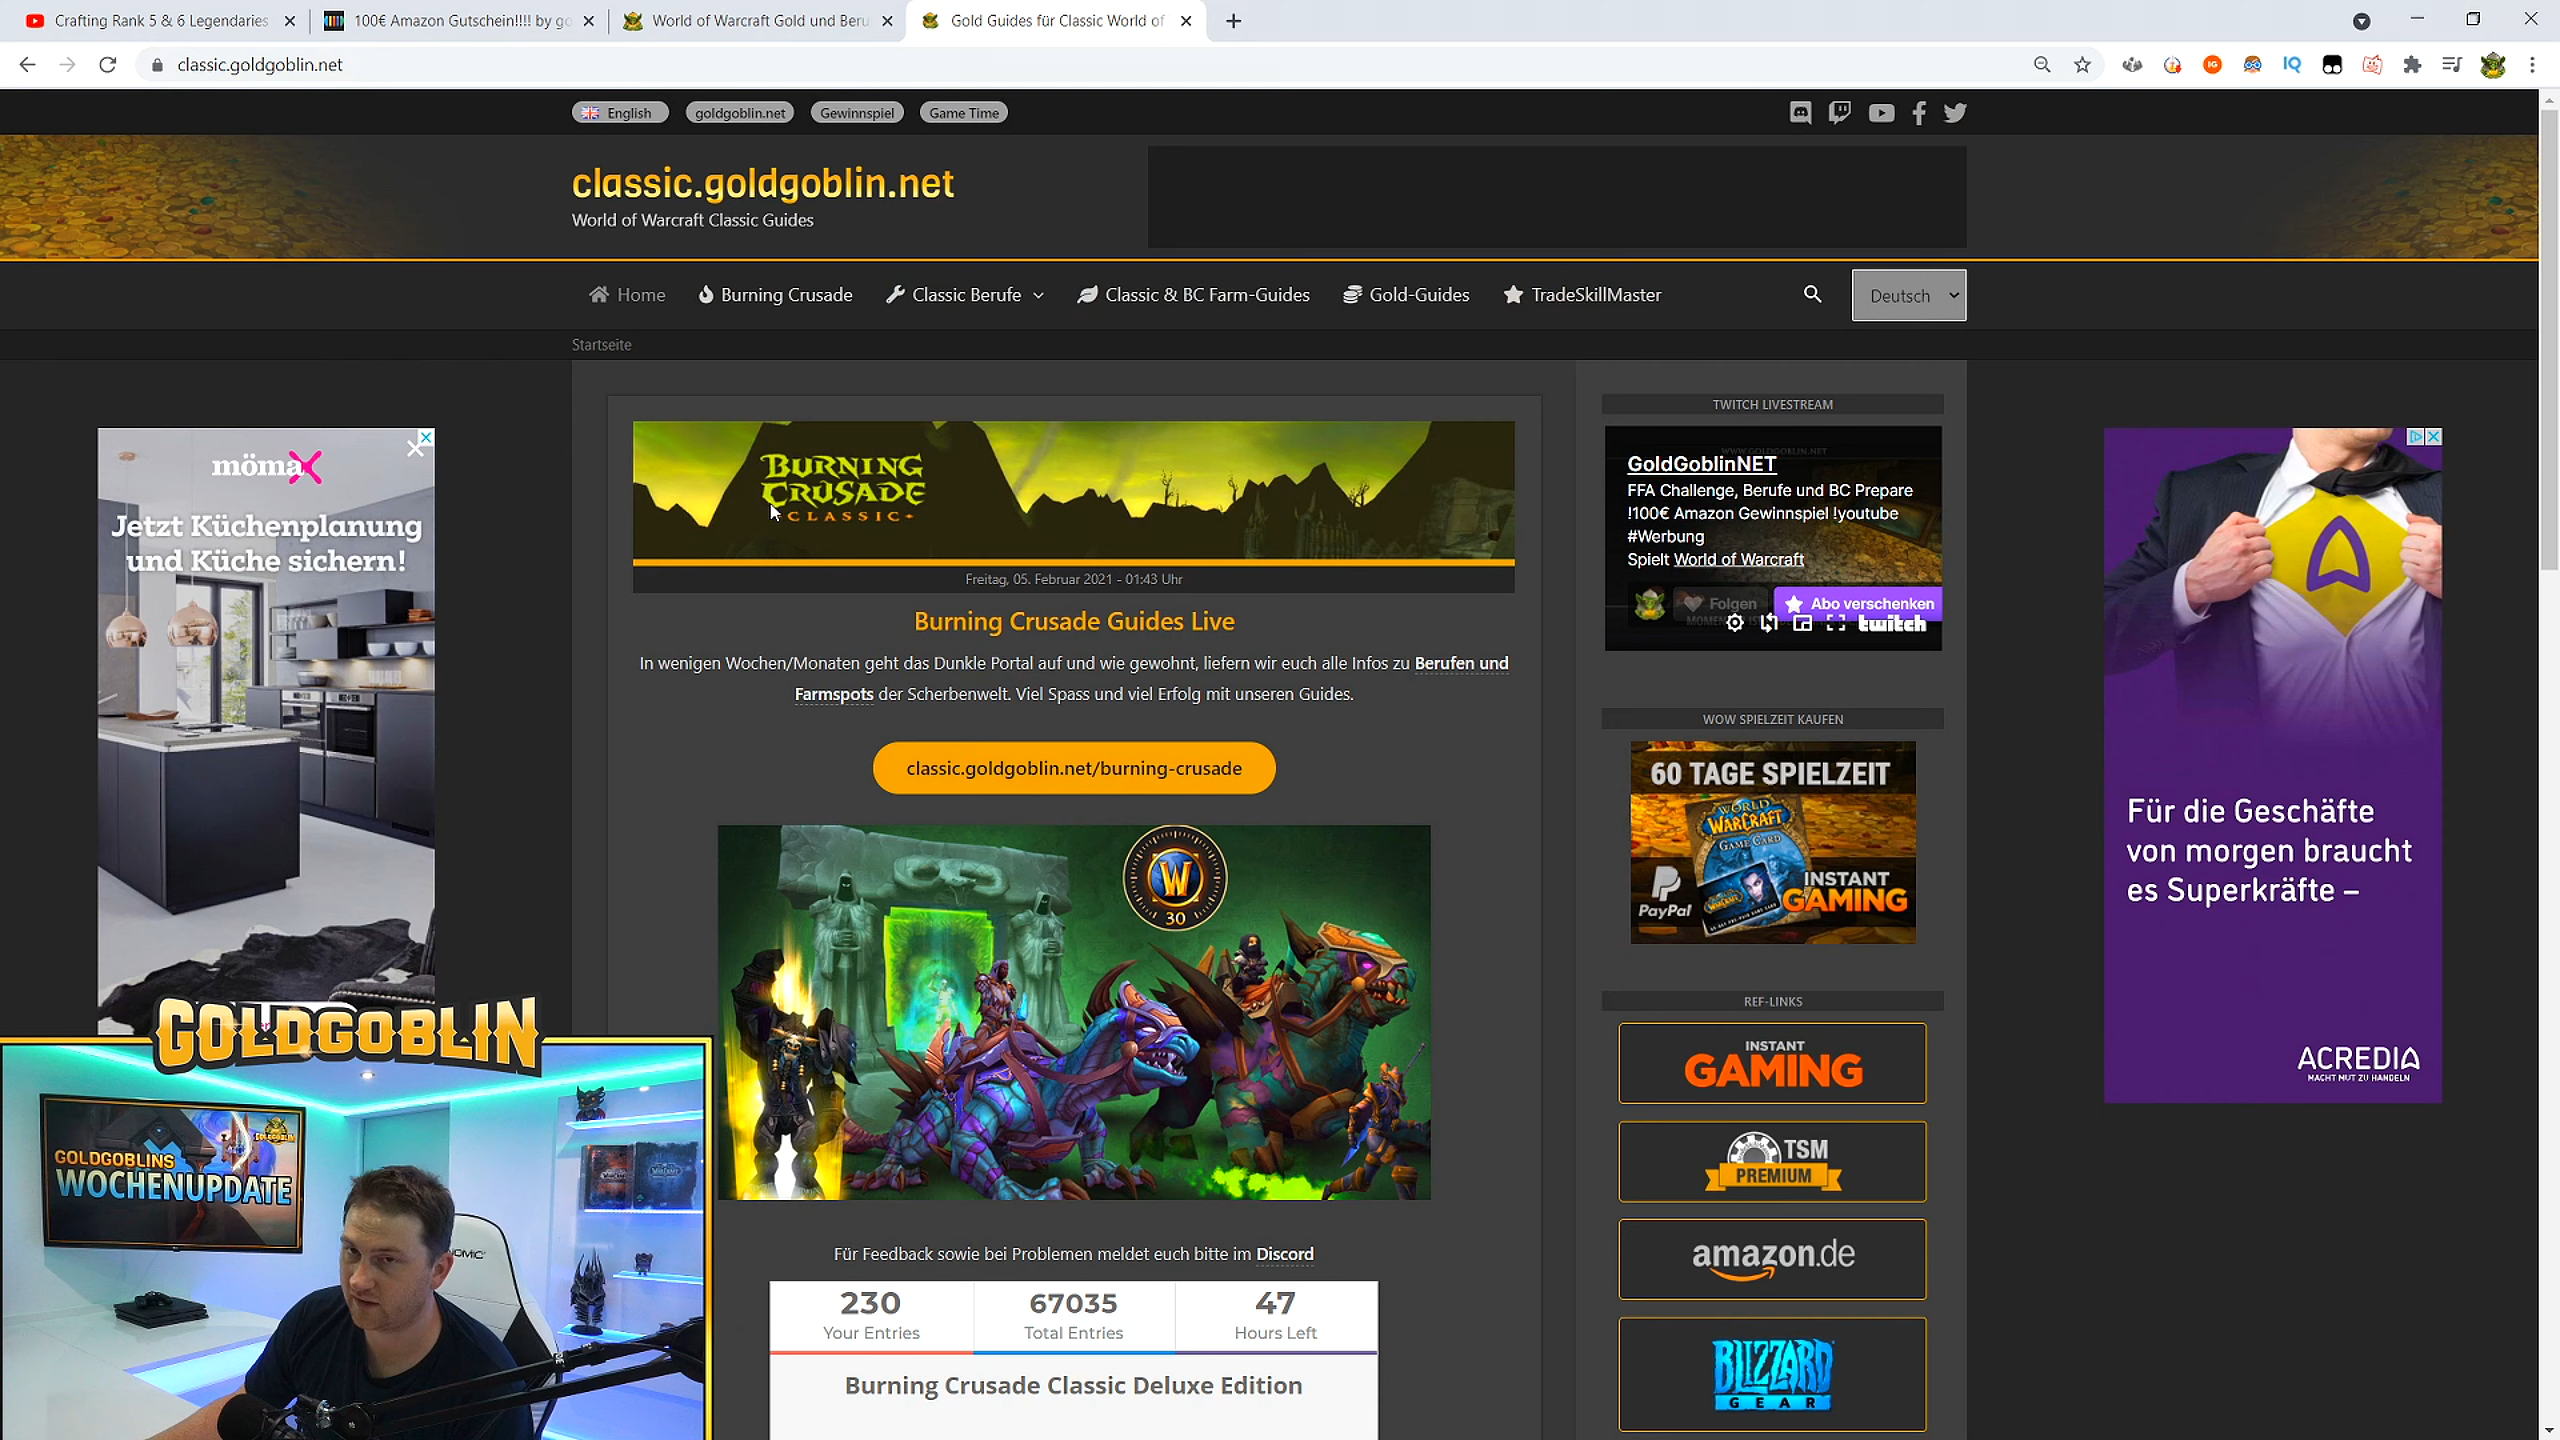 Crafting Rank 5 & 6 Legendaries
100€ Amazon Gutschein!!!! by go
World of Warcraft Gold und Beru
Gold Guides für Classic World of
classic.goldgoblin.net
IG
IQ
English
goldgoblin.net
Gewinnspiel
Game Time
classic.goldgoblin.net
World of Warcraft Classic Guides
Home
Burning Crusade
Classic Berufe
Classic & BC Farm-Guides
Gold-Guides
TradeSkillMaster
Deutsch
Startseite
mömax
Jetzt Küchenplanung
und Küche sichern!
BURNING
CRUSADE
CLASSIC
Freitag, 05. Februar 2021 - 01:43 Uhr
Burning Crusade Guides Live
In wenigen Wochen/Monaten geht das Dunkle Portal auf und wie gewohnt, liefern wir euch alle Infos zu Berufen und
Farmspots der Scherbenwelt. Viel Spass und viel Erfolg mit unseren Guides.
classic.goldgoblin.net/burning-crusade
W
30
Für Feedback sowie bei Problemen meldet euch bitte im Discord
230
Your Entries
67035
Total Entries
47
Hours Left
Burning Crusade Classic Deluxe Edition
TWITCH LIVESTREAM
WWW.GOLDGOBLIN.NET
GoldGoblinNET
FFA Challenge, Berufe und BC Prepare
!100€ Amazon Gewinnspiel !youtube
#Werbung
Spielt World of Warcraft
Folgen
Abo verschenken
twitch
WOW SPIELZEIT KAUFEN
60 TAGE SPIELZEIT
WORLD
WARCRAFT
GAME CARD
PayPal
INSTANT
GAMING
REF-LINKS
INSTANT
GAMING
TSM
PREMIUM
amazon.de
BLIZZARD
GEAR
Für die Geschäfte
von morgen braucht
es Superkräfte –
ACREDIA
MACHT MUT ZU HANDELN
GOLDGOBLIN
GOLDGOBLINS
WOCHENUPDATE
GOLDGOBLIN
NOMIC